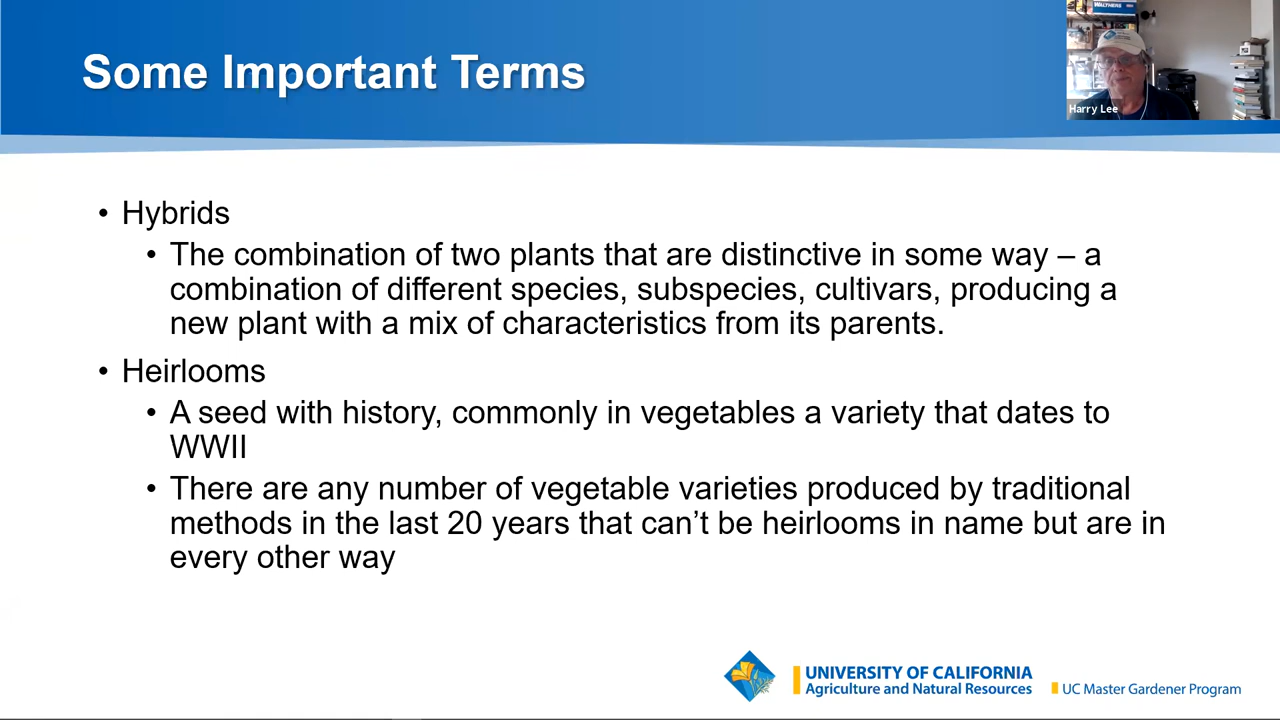 Some Important Terms
WALTHERS
Harry Lee
• Hybrids
• The combination of two plants that are distinctive in some way – a
combination of different species, subspecies, cultivars, producing a
new plant with a mix of characteristics from its parents.
• Heirlooms
• A seed with history, commonly in vegetables a variety that dates to
WWII
• There are any number of vegetable varieties produced by traditional
methods in the last 20 years that can’t be heirlooms in name but are in
every other way
UNIVERSITY OF CALIFORNIA
Agriculture and Natural Resources
UC Master Gardener Program